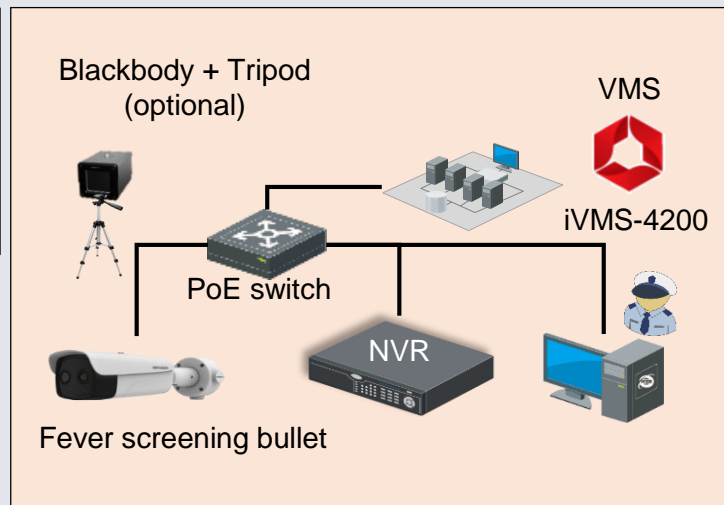 Blackbody + Tripod
(optional)
VMS
iVMS-4200
PoE switch
NVR
Fever screening bullet